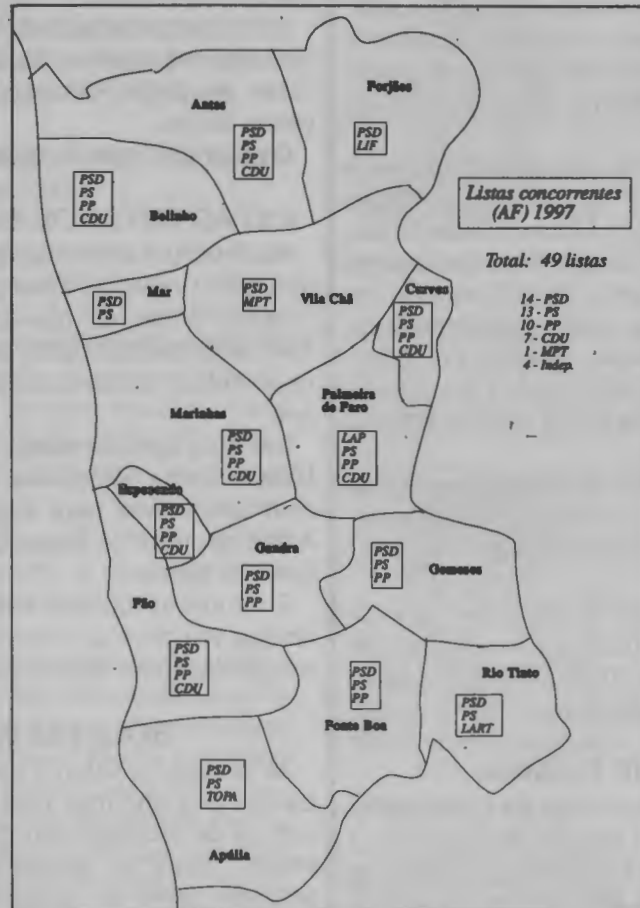 Antas
PSD
PS
PP
CDU
Forjães
PSD
LIF
PSD
PS
PP
CDU
Belinho
Listas concorrentes
(AF) 1997
Total: 49 listas
14 - PSD
13 - PS
10 - PP
7 - CDU
1 - MPT
4 - Indep.
Mar
PSD
PS
PSD
MPT
Vila Chã
Curvos
PSD
PS
PP
CDU
Marinhas
PSD
PS
PP
CDU
Palmeira
de Faro
LAP
PS
PP
CDU
Esposende
PSD
PS
PP
CDU
Gandra
PSD
PS
PP
Gemeses
PSD
PS
PP
Fão
PSD
PS
PP
CDU
PSD
PS
PP
Fonte Boa
Rio Tinto
PSD
PS
LART
PSD
PS
TOPA
Apúlia